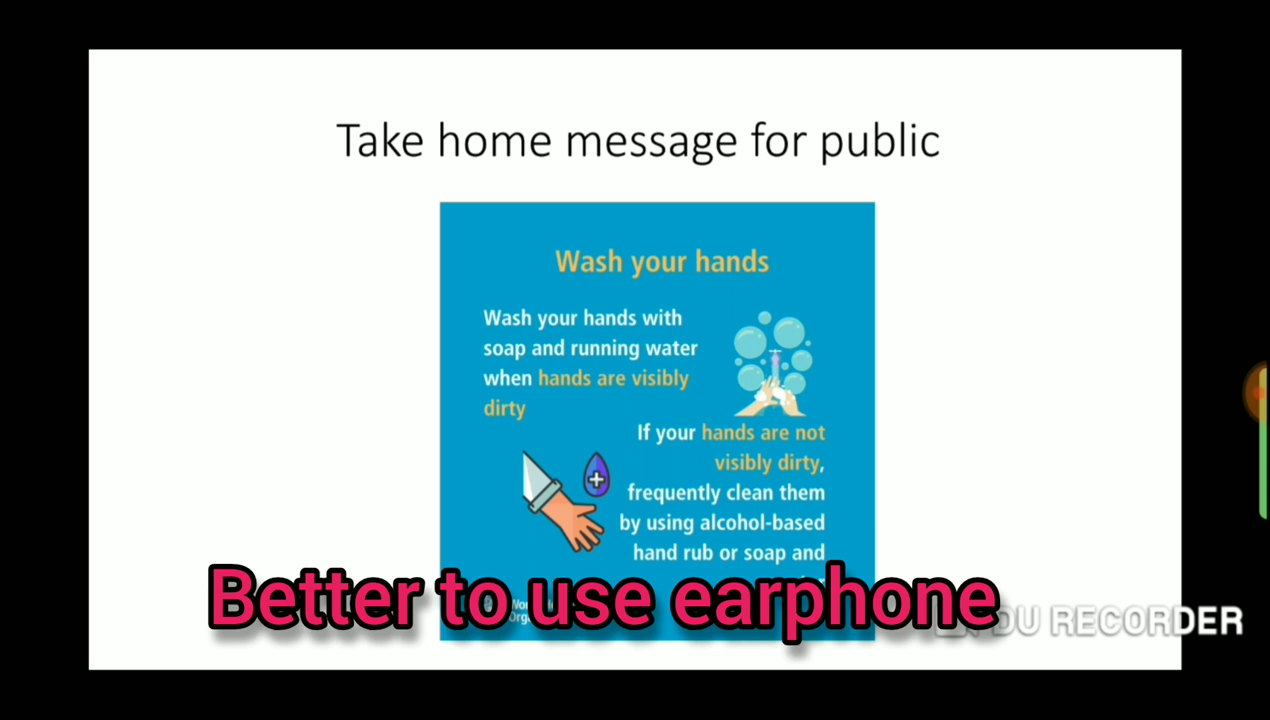 Take home message for public
Wash your hands
Wash your hands with
soap and running water
when hands are visibly
dirty
If your hands are not
visibly dirty,
frequently clean them
by using alcohol-based
hand rub or soap and
Better to use earphone
DU RECORDER